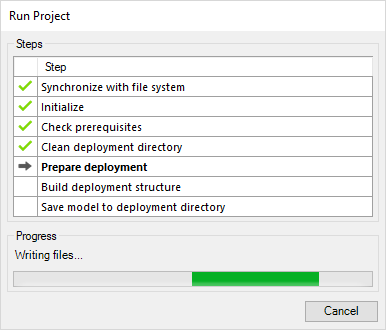 Run Project
Steps
Step
Synchronize with file system
Initialize
Check prerequisites
Clean deployment directory
Prepare deployment
Build deployment structure
Save model to deployment directory
Progress
Writing files...
Cancel